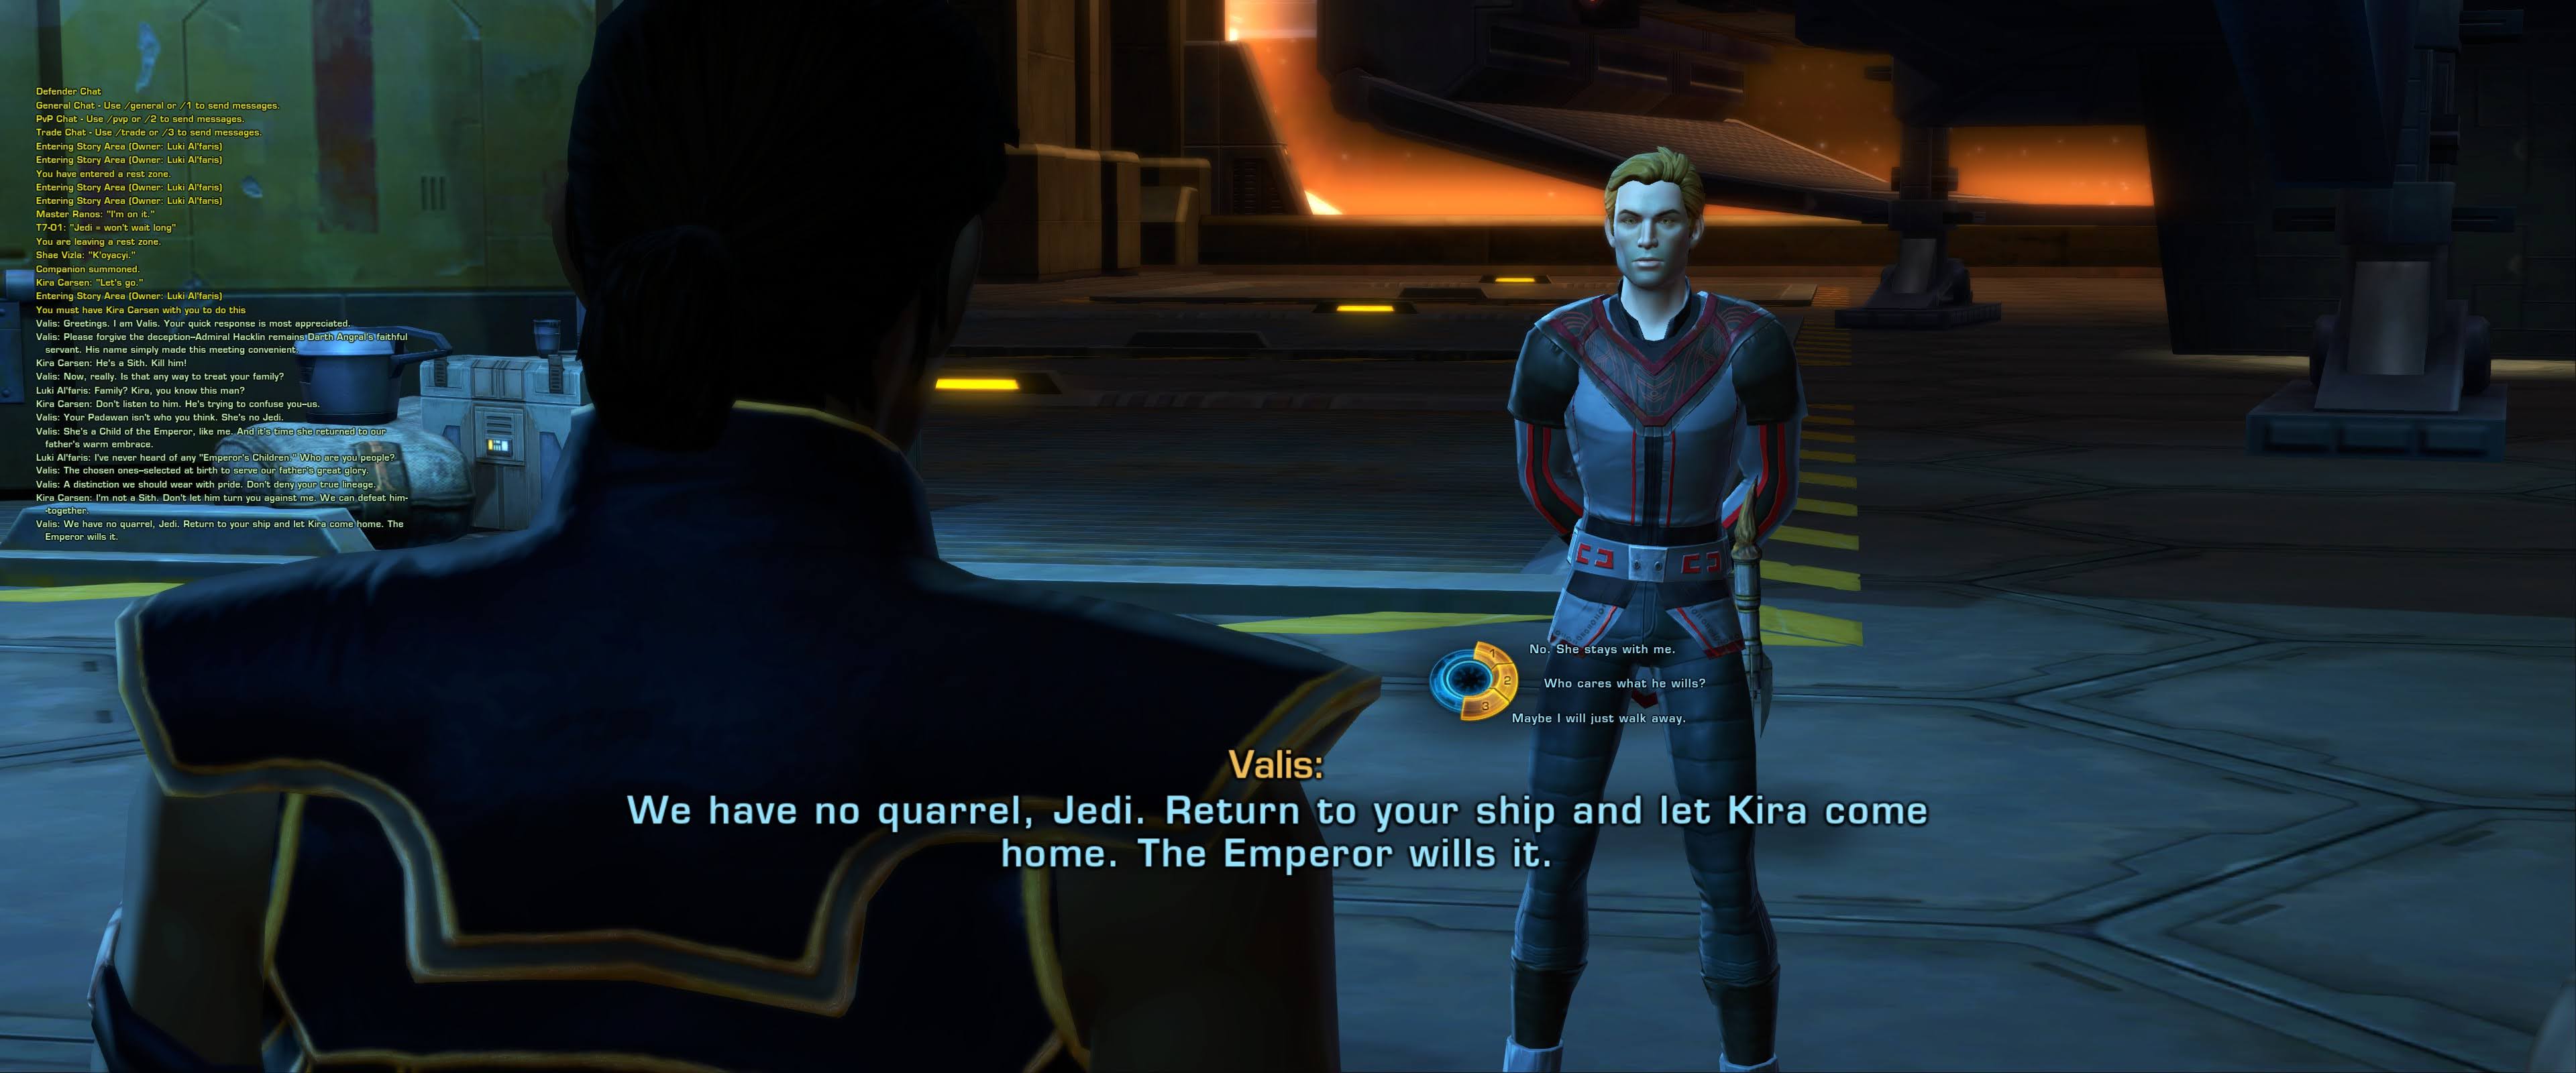 Defender Chat
General Chat - Use /general or /1 to send messages.
PvP Chat - Use /pvp or /2 to send messages.
Trade Chat - Use /trade or /3 to send messages.
Entering Story Area (Owner: Luki Al'faris)
Entering Story Area (Owner: Luki Al'faris)
You have entered a rest zone.
Entering Story Area (Owner: Luki Al'faris)
Entering Story Area (Owner: Luki Al'faris)
Master Ranos: "I'm on it."
T7-01: "Jedi = won't wait long"
You are leaving a rest zone.
Shae Vizla: "K'oyacyi."
Companion summoned.
Kira Carsen: "Let's go."
Entering Story Area (Owner: Luki Al'faris)
You must have Kira Carsen with you to do this
Valis: Greetings. I am Valis. Your quick response is most appreciated.
Valis: Please forgive the deception—Admiral Hacklin remains Darth Angral's faithful
servant. His name simply made this meeting convenient.
Kira Carsen: He's a Sith. Kill him!
Valis: Now, really. Is that any way to treat your family?
Luki Al'faris: Family? Kira, you know this man?
Kira Carsen: Don't listen to him. He's trying to confuse you—us.
Valis: Your Padawan isn't who you think. She's no Jedi.
Valis: She's a Child of the Emperor, like me. And it's time she returned to our
father's warm embrace.
Luki Al'faris: I've never heard of any "Emperor's Children." Who are you people?
Valis: The chosen ones—selected at birth to serve our father's great glory.
Valis: A distinction we should wear with pride. Don't deny your true lineage.
Kira Carsen: I'm not a Sith. Don't let him turn you against me. We can defeat him-
-together.
Valis: We have no quarrel, Jedi. Return to your ship and let Kira come home. The
Emperor wills it.
1 No. She stays with me.
2 Who cares what he wills?
3 Maybe I will just walk away.
Valis:
We have no quarrel, Jedi. Return to your ship and let Kira come
home. The Emperor wills it.